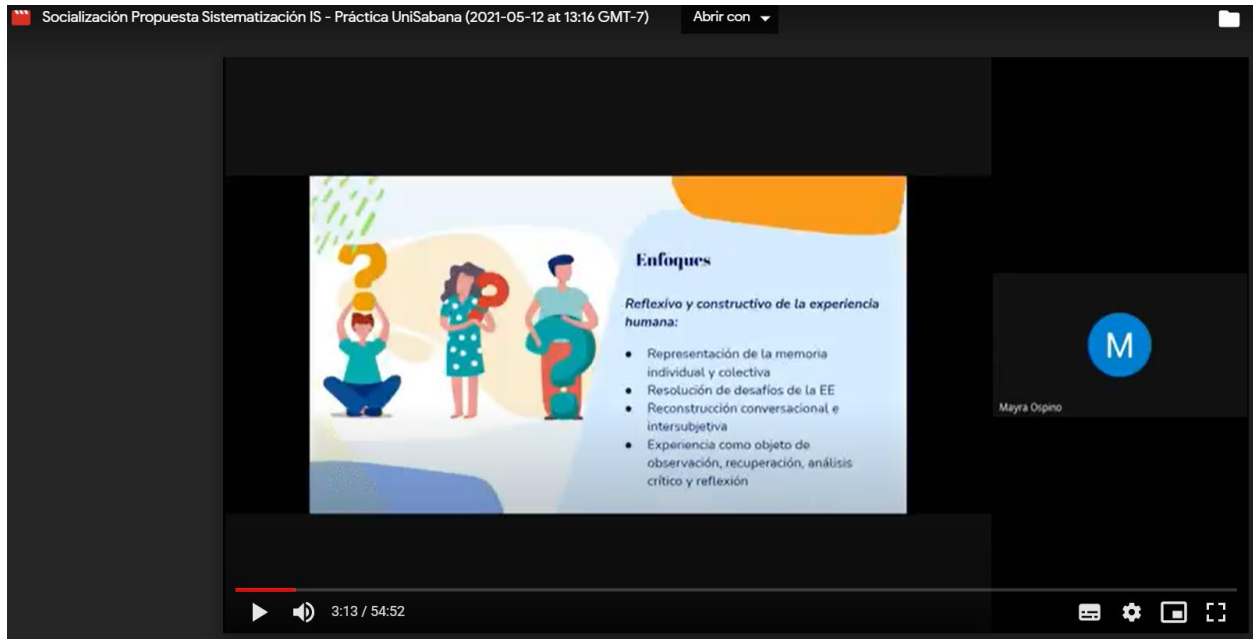 Socialización Propuesta Sistematización IS - Práctica UniSabana (2021-05-12 at 13:16 GMT-7)
Abrir con
Enfoques
Reflexivo y constructivo de la experiencia
humana:
● Representación de la memoria
individual y colectiva
● Resolución de desafíos de la EE
● Reconstrucción conversacional e
intersubjetiva
● Experiencia como objeto de
observación, recuperación, análisis
crítico y reflexión
M
Mayra Ospino
3:13 / 54:52